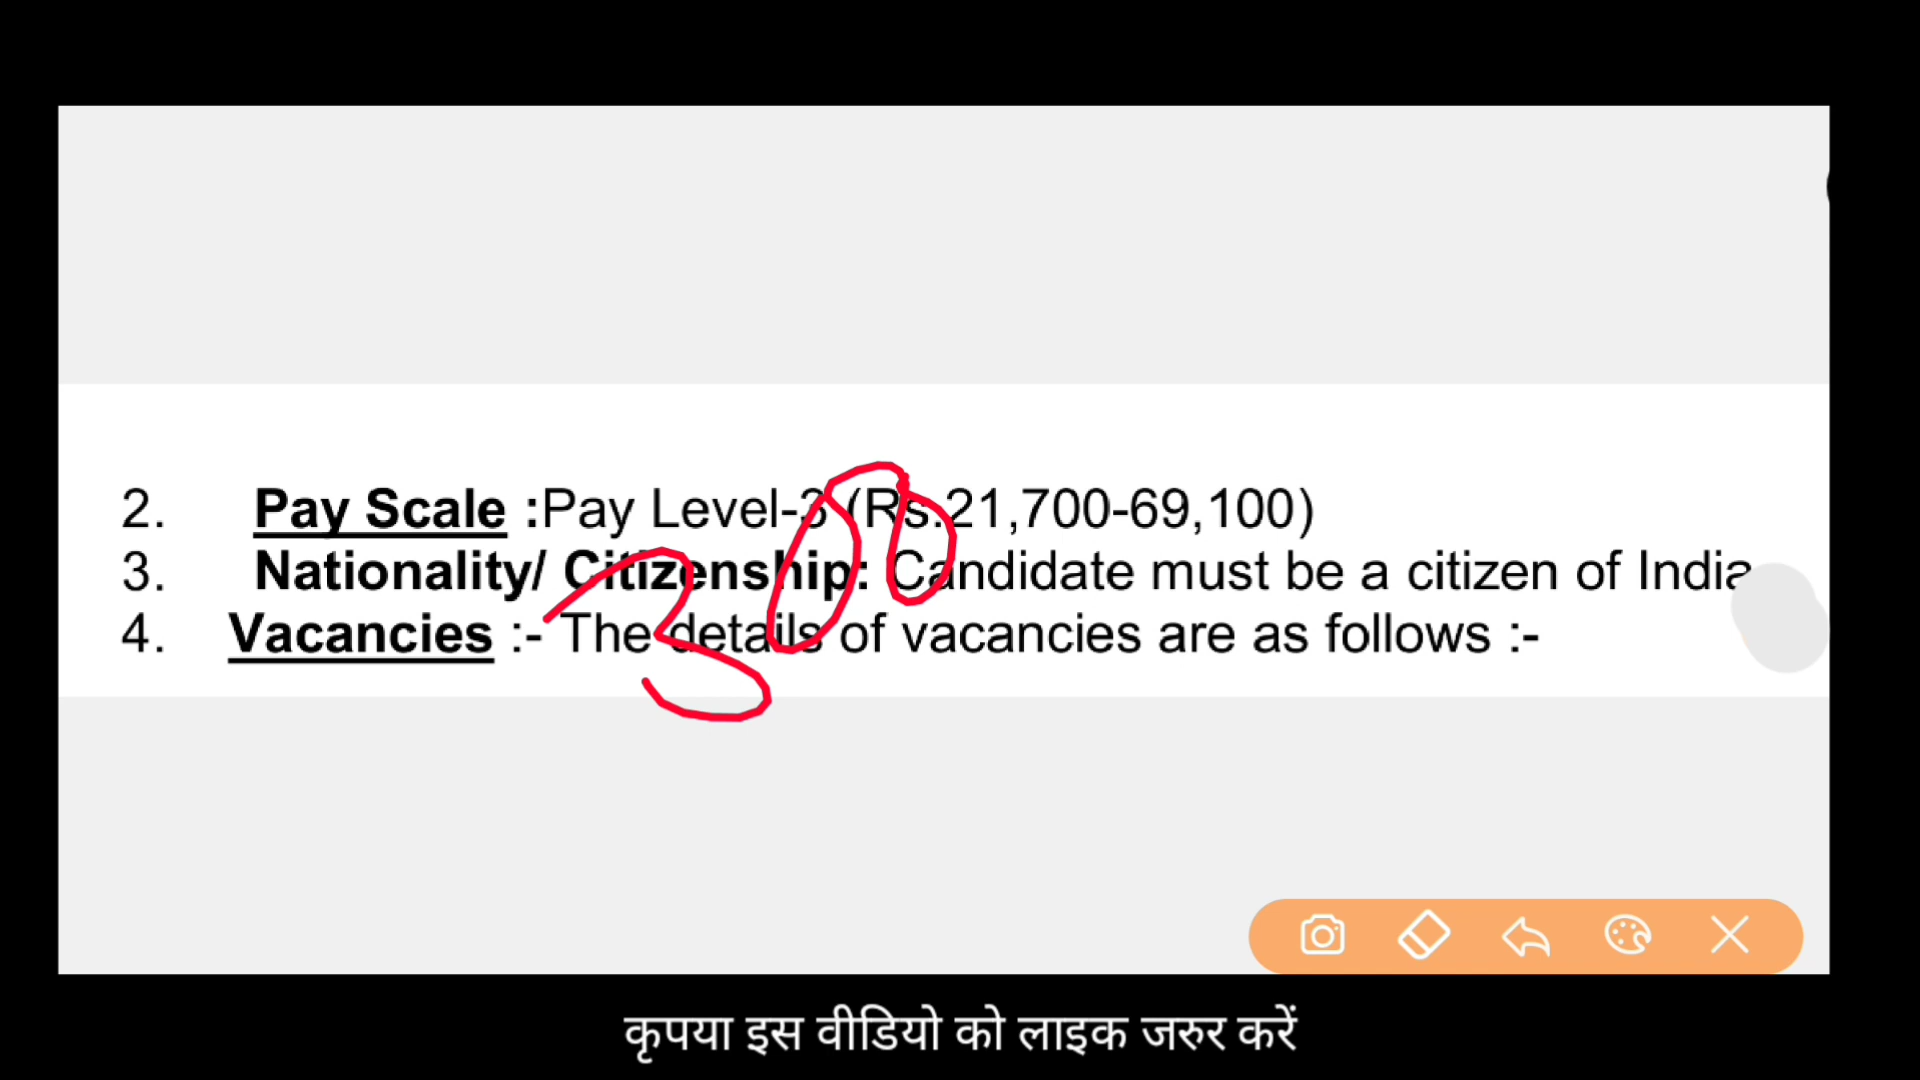 2. Pay Scale :Pay Level-3 (Rs.21,700-69,100)
3. Nationality/ Citizenship: Candidate must be a citizen of India
4. Vacancies :- The details of vacancies are as follows :-
300
कृपया इस वीडियो को लाइक जरुर करें